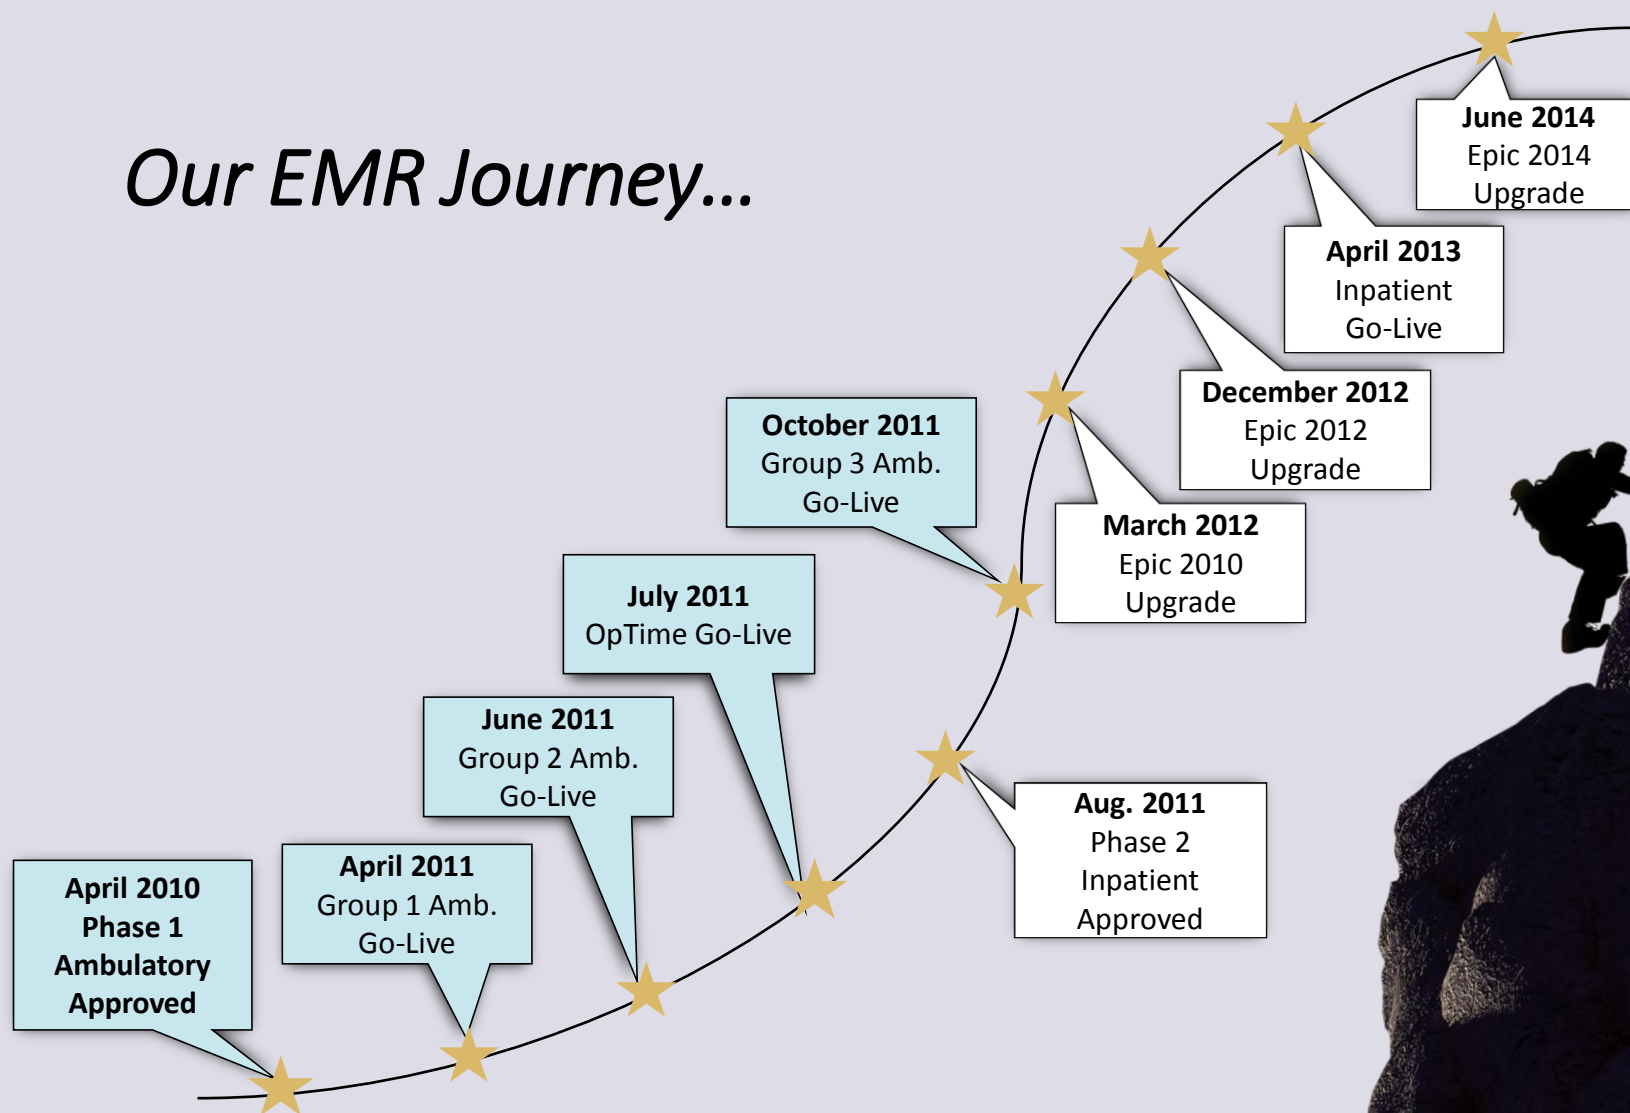 Our EMR Journey...
April 2010
Phase 1
Ambulatory
Approved
April 2011
Group 1 Amb.
Go-Live
June 2011
Group 2 Amb.
Go-Live
July 2011
OpTime Go-Live
Aug. 2011
Phase 2
Inpatient
Approved
October 2011
Group 3 Amb.
Go-Live
March 2012
Epic 2010
Upgrade
December 2012
Epic 2012
Upgrade
April 2013
Inpatient
Go-Live
June 2014
Epic 2014
Upgrade